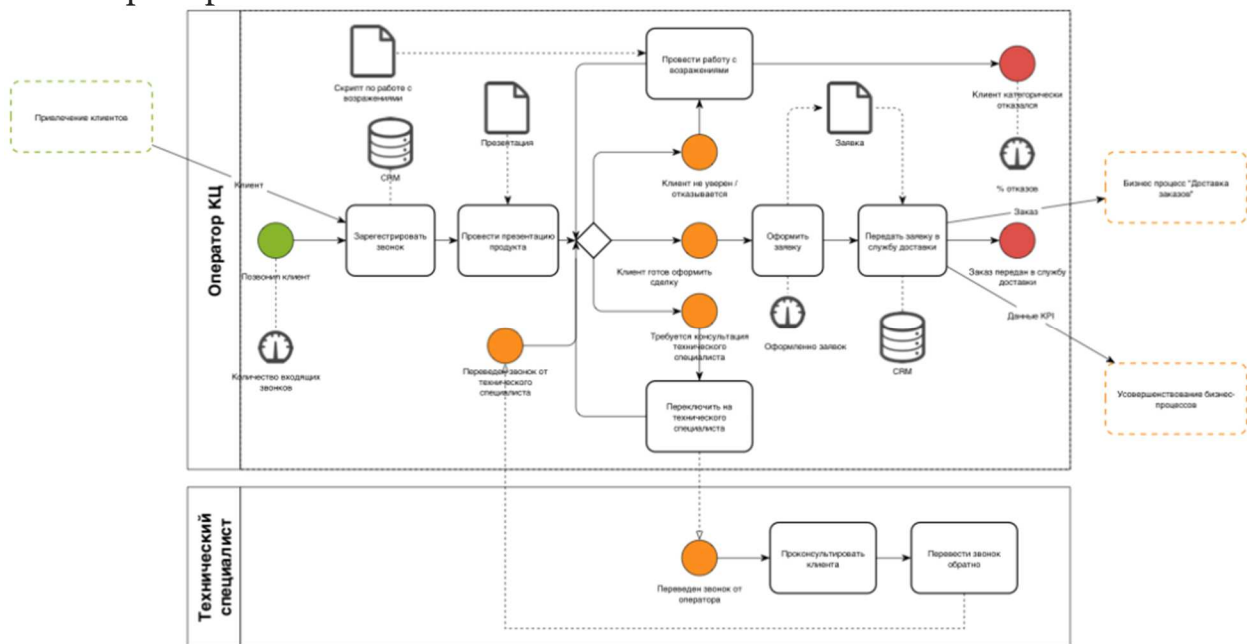 Скрипт по работе с
возражениями
Провести работу с
возражениями
Клиент категорически
отказался
Привлечение клиентов
Презентация
Заявка
CRM
Клиент
Клиент не уверен /
отказывается
% отказов
Бизнес процесс "Доставка
заказов"
Оператор КЦ
Зарегестрировать
звонок
Провести презентацию
продукта
Оформить
заявку
Передать заявку в
службу доставки
Заказ
Позвонил клиент
Клиент готов оформить
сделку
Заказ передан в службу
доставки
Данные KPI
Требуется консультация
технического
специалиста
Оформленно заявок
CRM
Количество входящих
звонков
Переведен звонок от
технического
специалиста
Переключить на
технического
специалиста
Усовершенствование бизнес-
процессов
Технический
специалист
Проконсультировать
клиента
Перевести звонок
обратно
Переведен звонок от
оператора